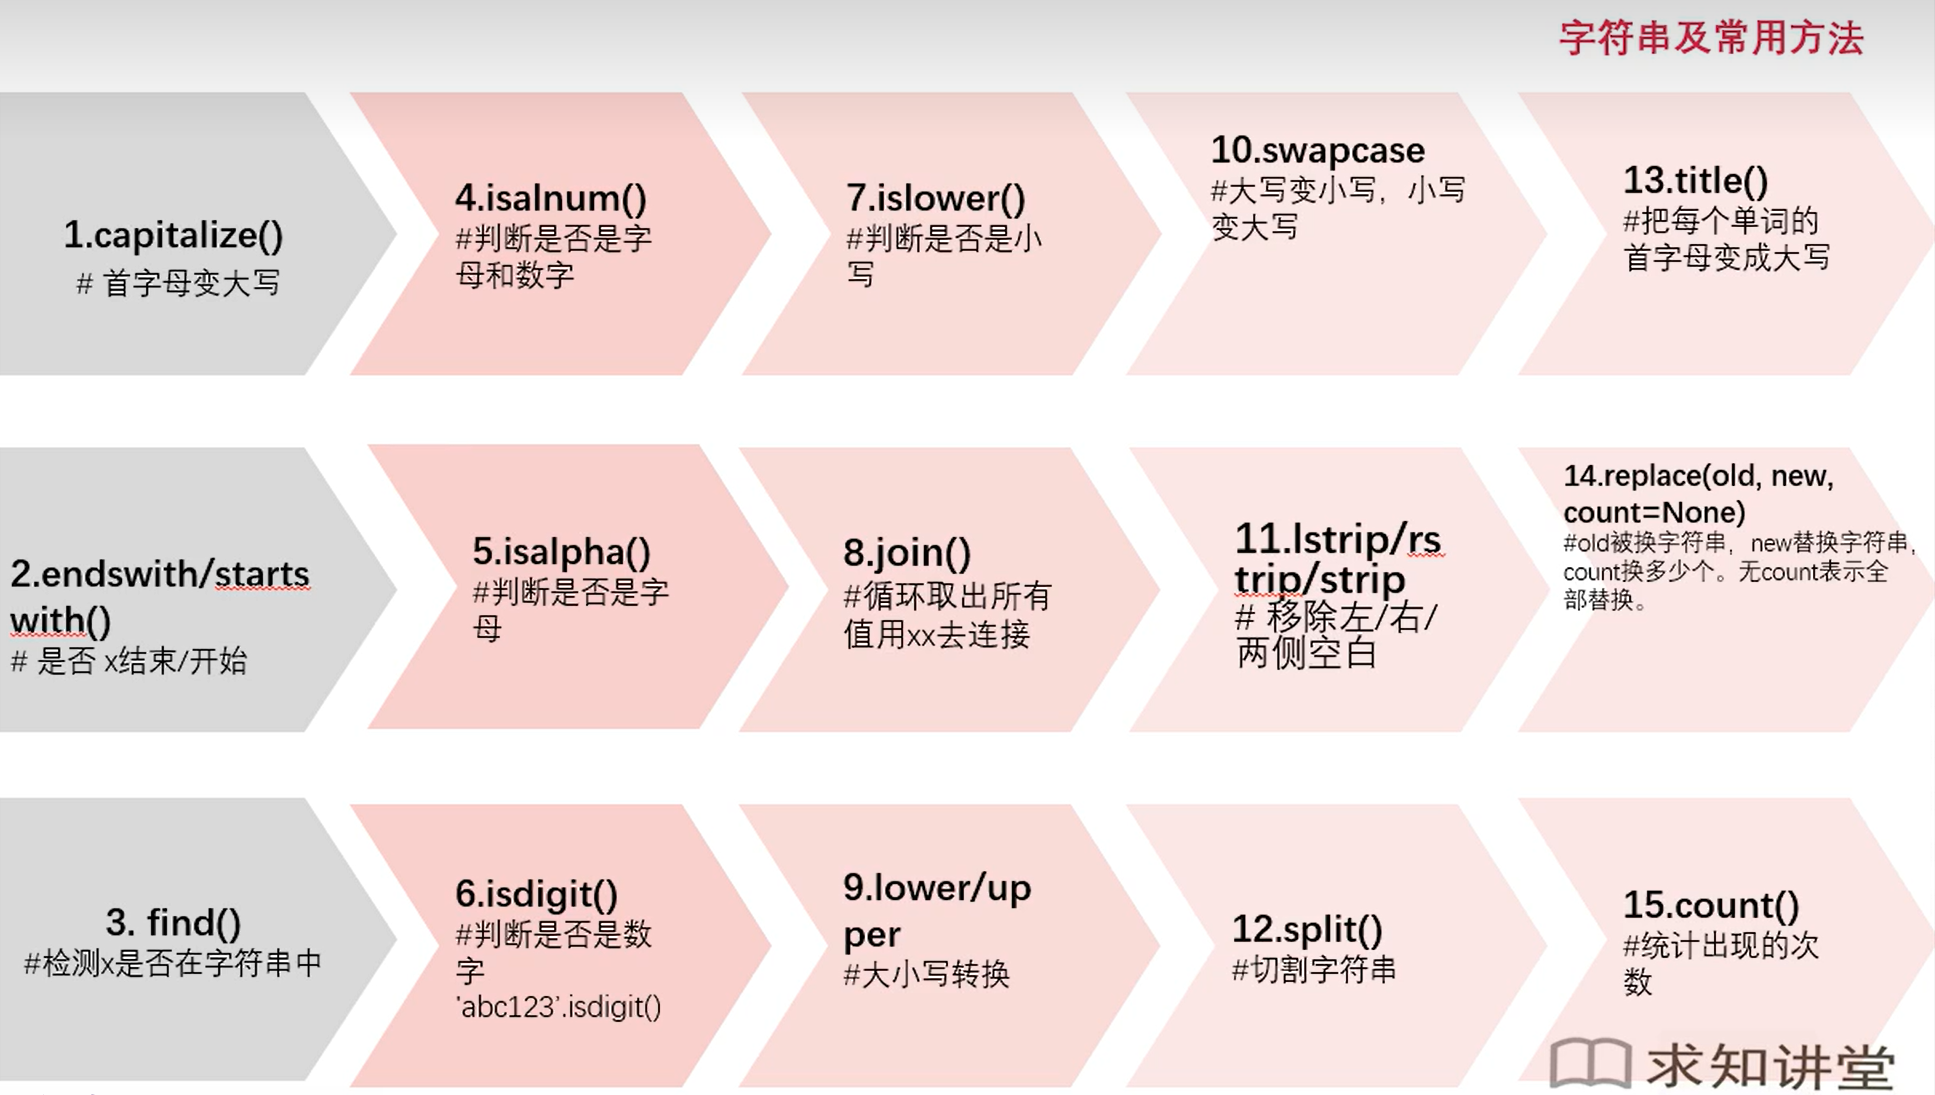 字符串及常用方法
1.capitalize()
# 首字母变大写
4.isalnum()
#判断是否是字
母和数字
7.islower()
#判断是否是小
写
10.swapcase
#大写变小写，小写
变大写
13.title()
#把每个单词的
首字母变成大写
2.endswith/starts
with()
# 是否 x结束/开始
5.isalpha()
#判断是否是字
母
8.join()
#循环取出所有
值用xx去连接
11.lstrip/rs
trip/strip
# 移除左/右/
两侧空白
14.replace(old, new,
count=None)
#old被换字符串，new替换字符串，
count换多少个。无count表示全
部替换。
3. find()
#检测x是否在字符串中
6.isdigit()
#判断是否是数
字
'abc123’.isdigit()
9.lower/up
per
#大小写转换
12.split()
#切割字符串
15.count()
#统计出现的次
数
求知讲堂